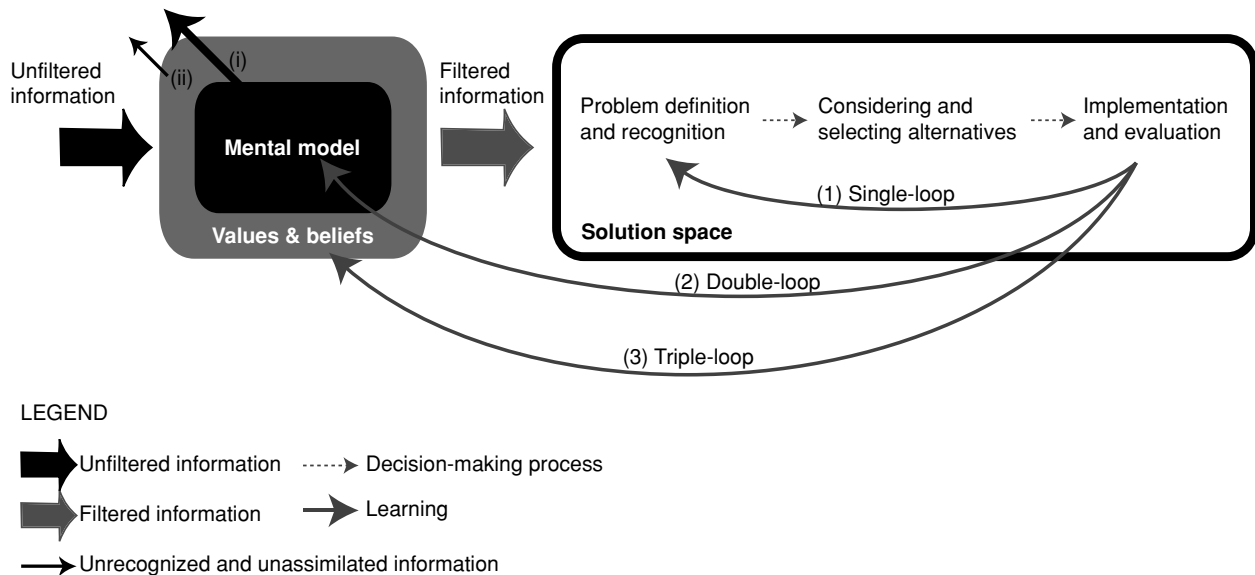 Unfiltered
information
(ii)
(i)
Mental model
Values & beliefs
Filtered
information
Problem definition
and recognition
Considering and
selecting alternatives
Implementation
and evaluation
(1) Single-loop
Solution space
(2) Double-loop
(3) Triple-loop
LEGEND
Unfiltered information
Decision-making process
Filtered information
Learning
Unrecognized and unassimilated information